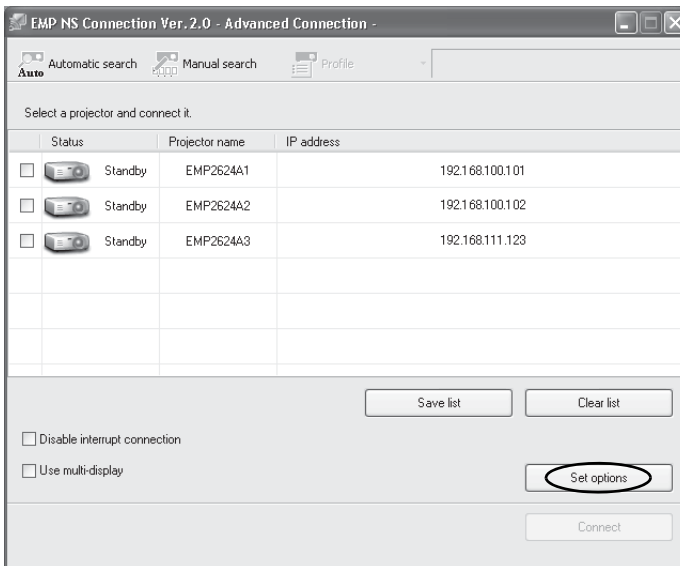 EMP NS Connection Ver.2.0 - Advanced Connection -
Auto Automatic search Manual search Profile
Select a projector and connect it.
Status Projector name IP address
Standby EMP2624A1 192.168.100.101
Standby EMP2624A2 192.168.100.102
Standby EMP2624A3 192.168.111.123
Save list Clear list
Disable interrupt connection
Use multi-display
Set options
Connect